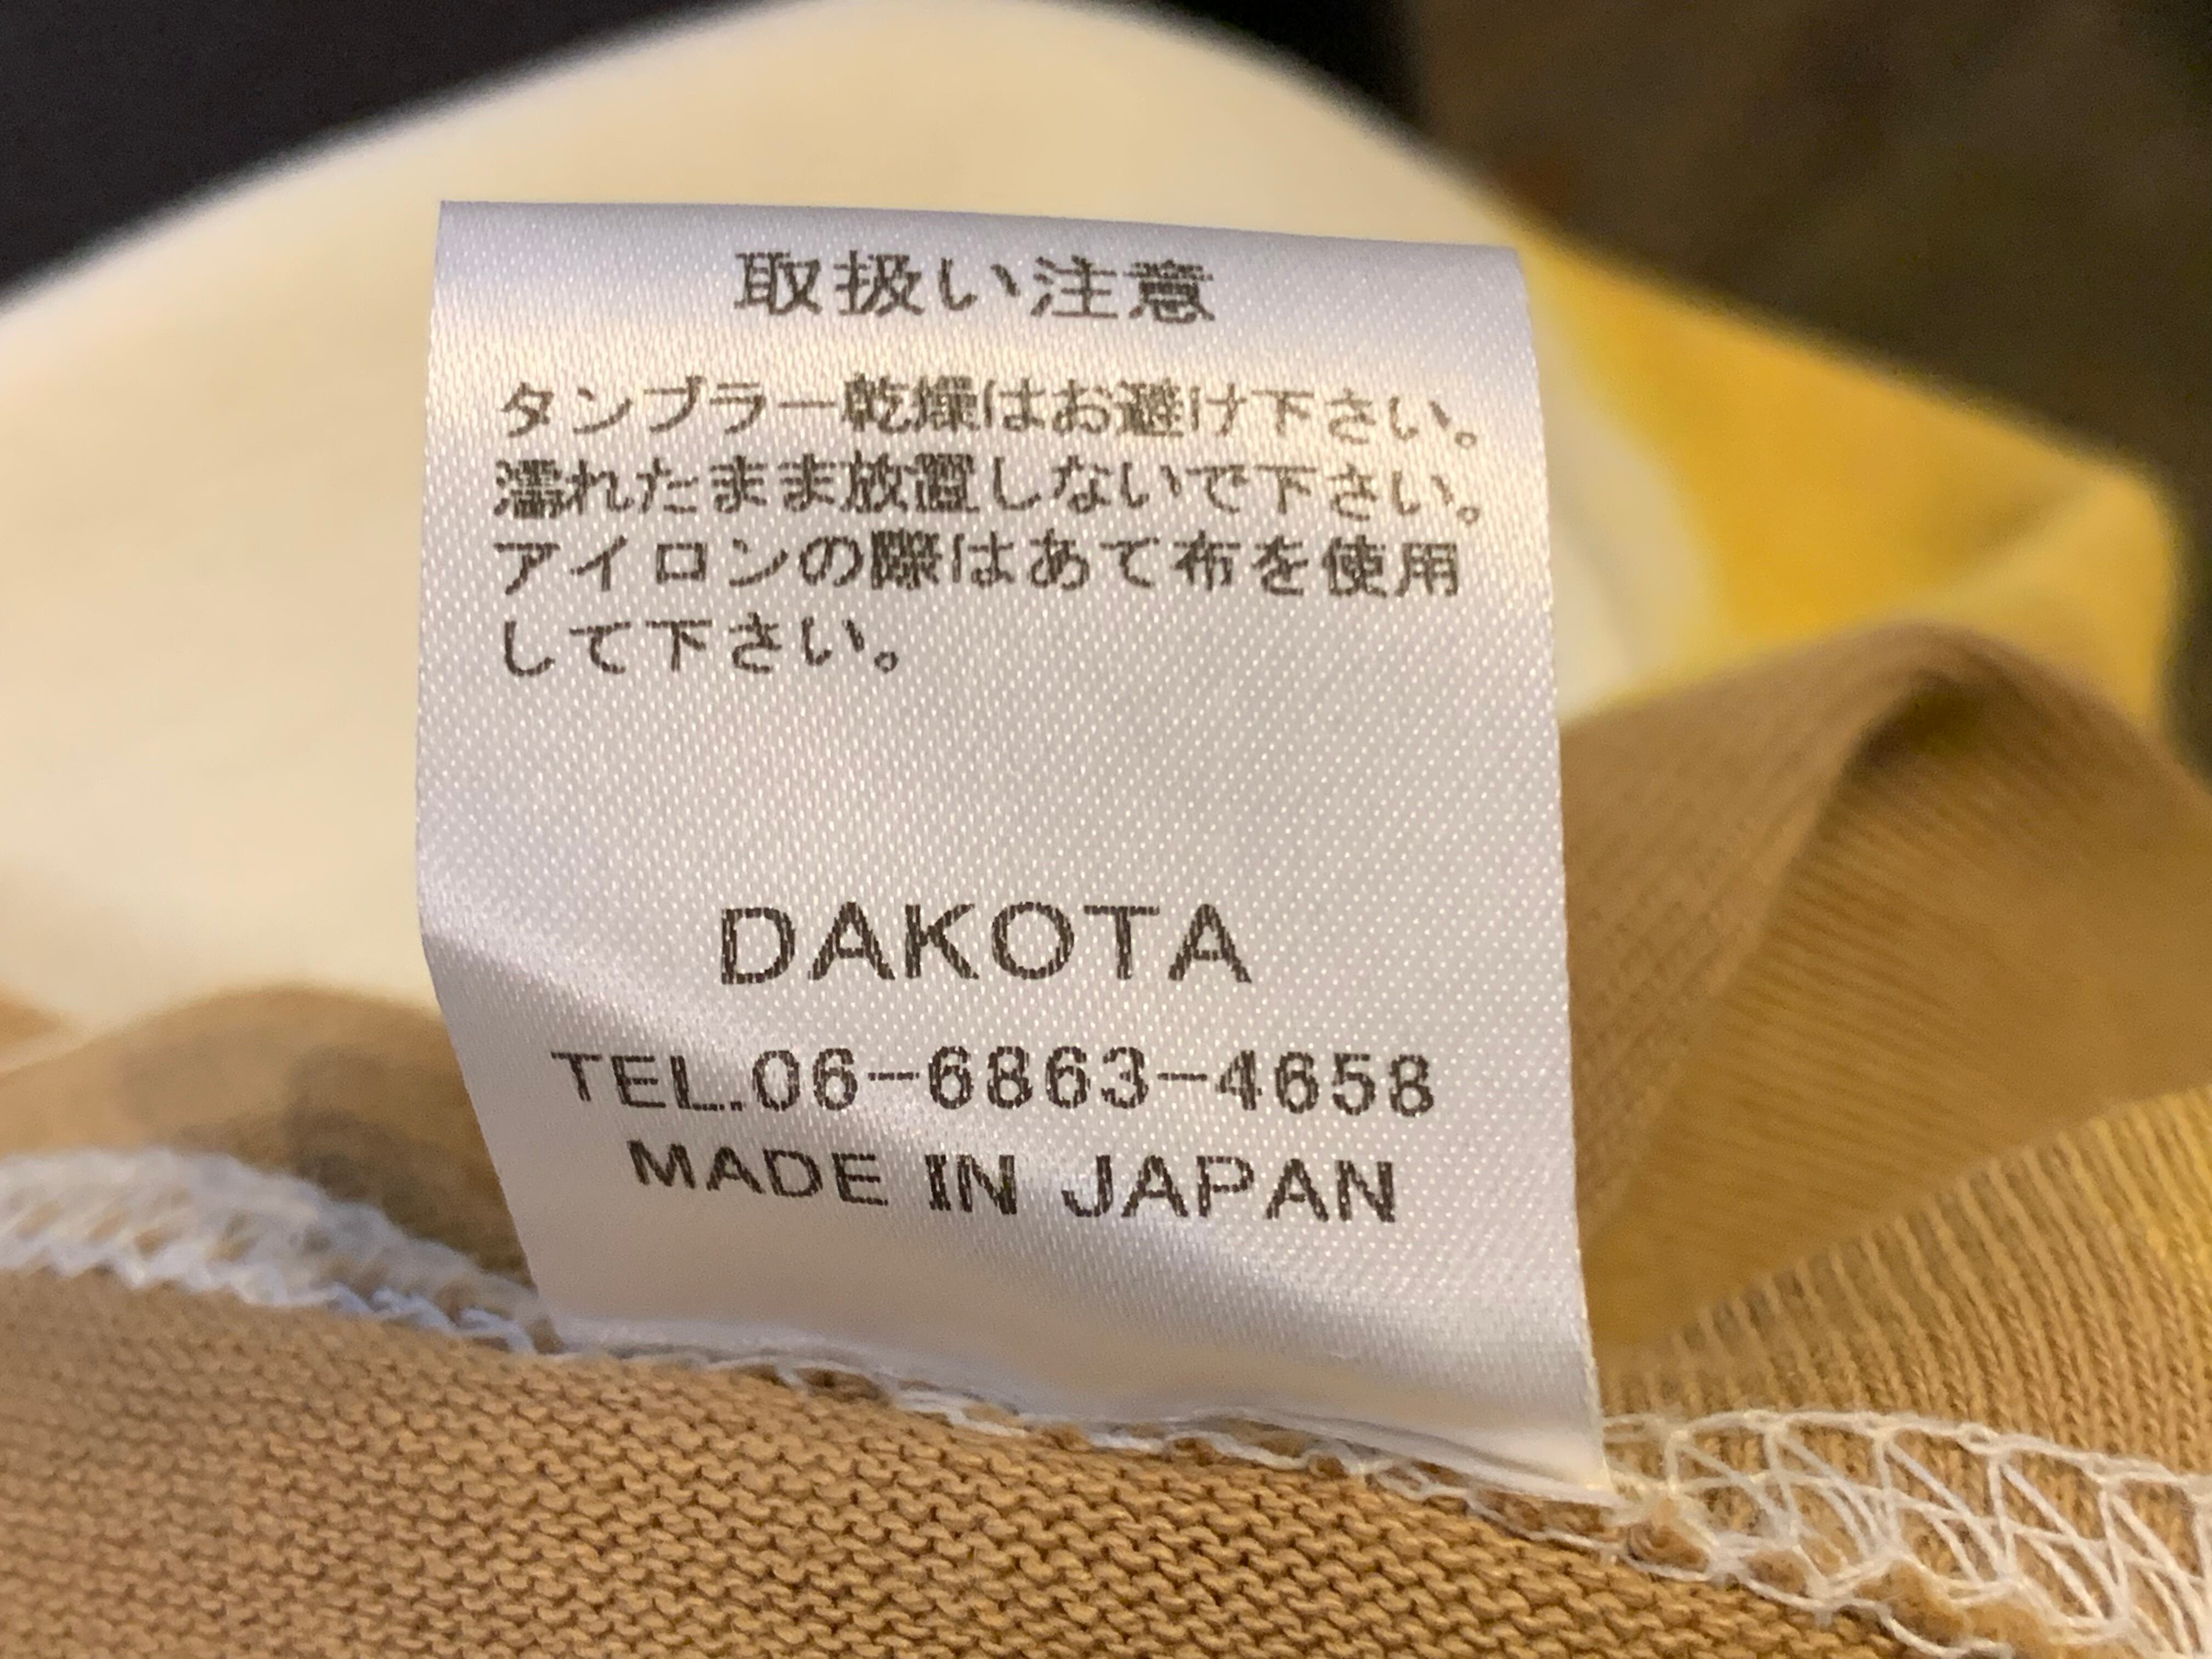 取扱い注意
タンブラー乾燥はお避け下さい。
濡れたまま放置しないで下さい。
アイロンの際はあて布を使用
して下さい。
DAKOTA
TEL.06-6863-4658
MADE IN JAPAN